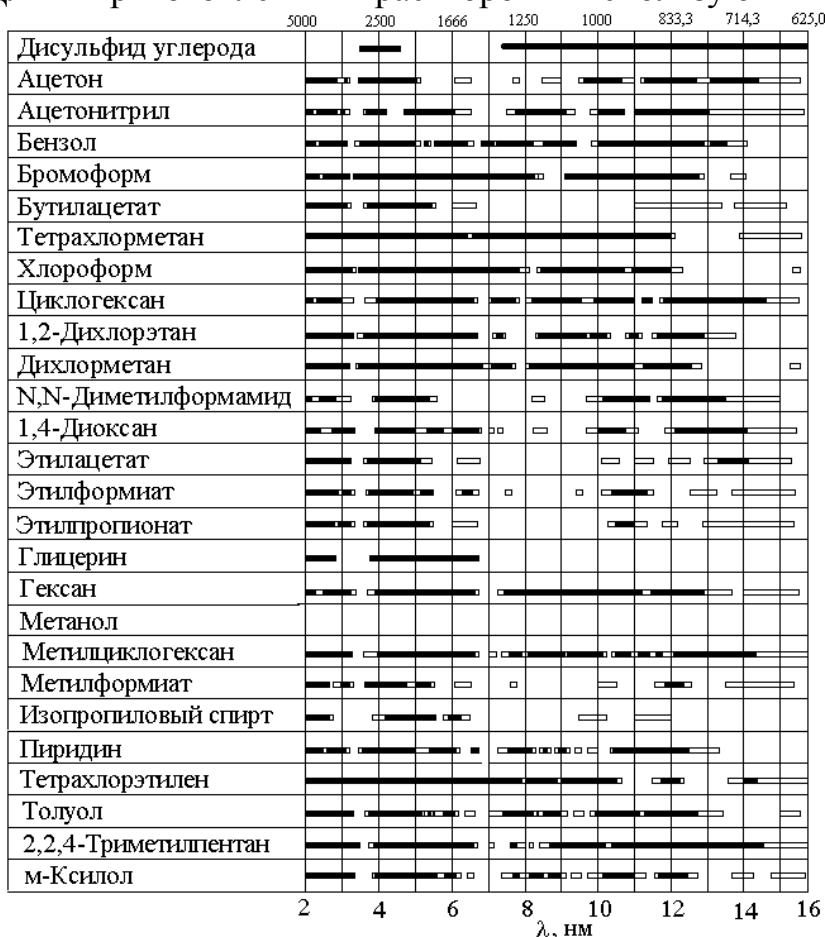 5000 2500 1666 1250 1000 833,3 714,3 625,0
Дисульфид углерода
Ацетон
Ацетонитрил
Бензол
Бромоформ
Бутилацетат
Тетрахлорметан
Хлороформ
Циклогексан
1,2-Дихлорэтан
Дихлорметан
N,N-Диметилформамид
1,4-Диоксан
Этилацетат
Этилформиат
Этилпропионат
Глицерин
Гексан
Метанол
Метилциклогексан
Метилформиат
Изопропиловый спирт
Пиридин
Тетрахлорэтилен
Толуол
2,2,4-Триметилпентан
м-Ксилол
2 4 6 8 10 12 14 16
λ, нм